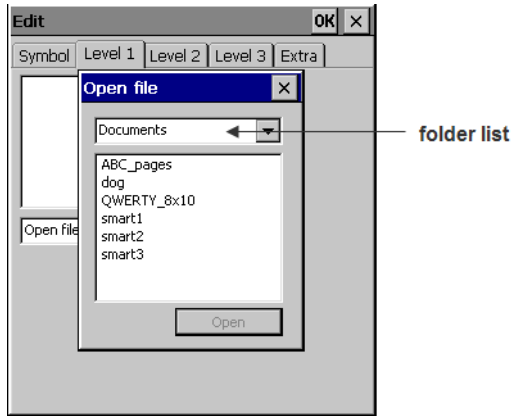 Edit OK
Symbol Level 1 Level 2 Level 3 Extra
Open file
Documents
folder list
ABC_pages
dog
QWERTY_8x10
smart1
smart2
smart3
Open file
Open